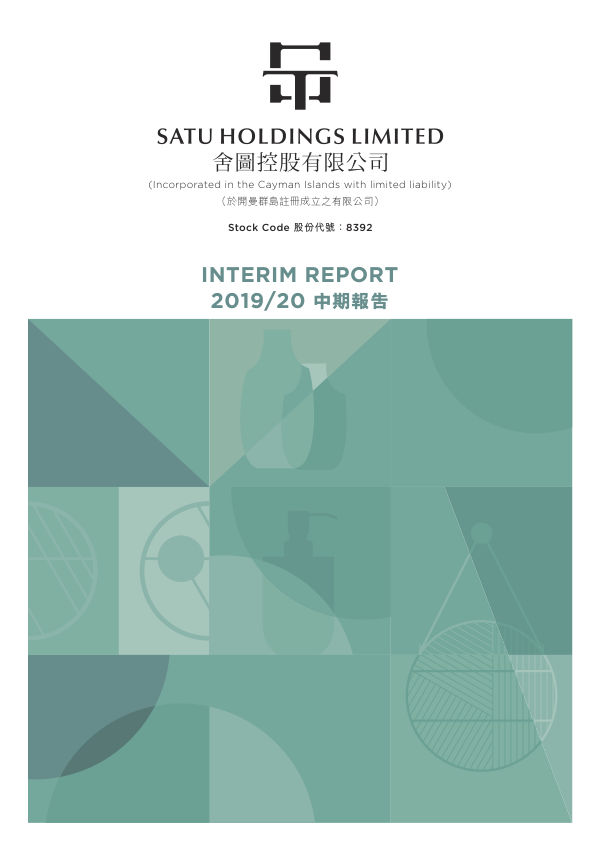 SATU HOLDINGS LIMITED
舍圖控股有限公司
(Incorporated in the Cayman Islands with limited liability)
（於開曼群島註冊成立之有限公司）
Stock Code 股份代號：8392
INTERIM REPORT
2019/20 中期報告